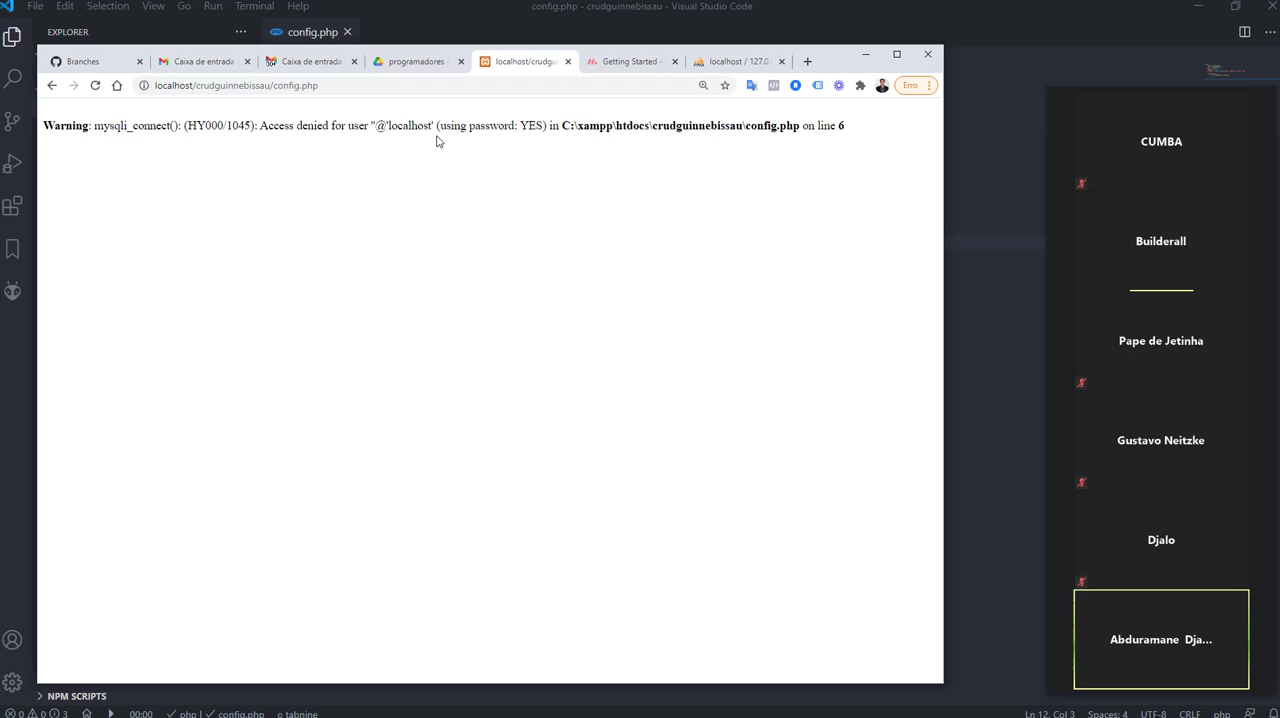 File Edit Selection View Go Run Terminal Help
config.php - crudguinnebissau - Visual Studio Code
EXPLORER
config.php
Branches
Caixa de entrada
Caixa de entrada
programadores -
localhost/crudgui
Getting Started -
localhost / 127.0.
localhost/crudguinnebissau/config.php
Erro
Warning: mysqli_connect(): (HY000/1045): Access denied for user ''@'localhost' (using password: YES) in C:\xampp\htdocs\crudguinnebissau\config.php on line 6
CUMBA
Builderall
Pape de Jetinha
Gustavo Neitzke
Djalo
Abduramane Dja...
NPM SCRIPTS
0 0 3 00:00 php config.php tabnine Ln 12, Col 3 Spaces: 4 UTF-8 CRLF php